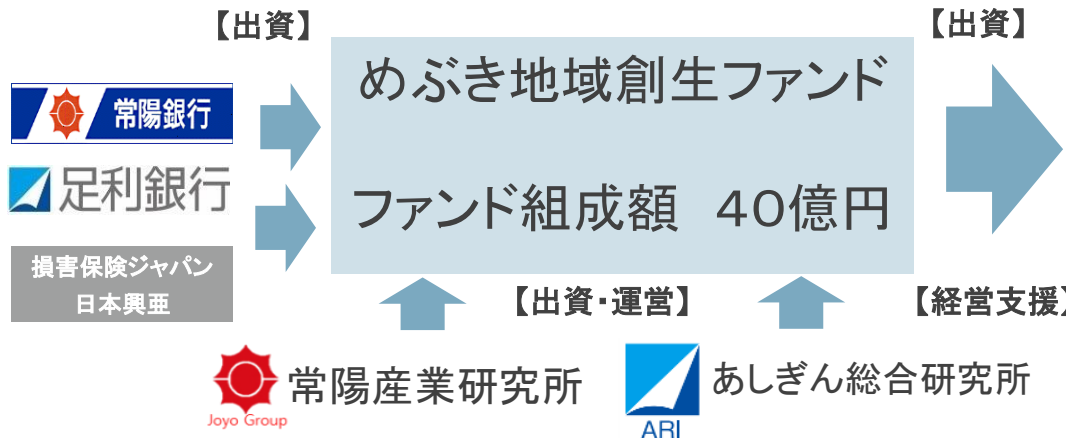 【出資】
【出資】
めぶき地域創生ファンド
常陽銀行
足利銀行
ファンド組成額　40億円
損害保険ジャパン
日本興亜
【出資・運営】
【経営支援】
常陽産業研究所
Joyo Group
あしぎん総合研究所
ARI